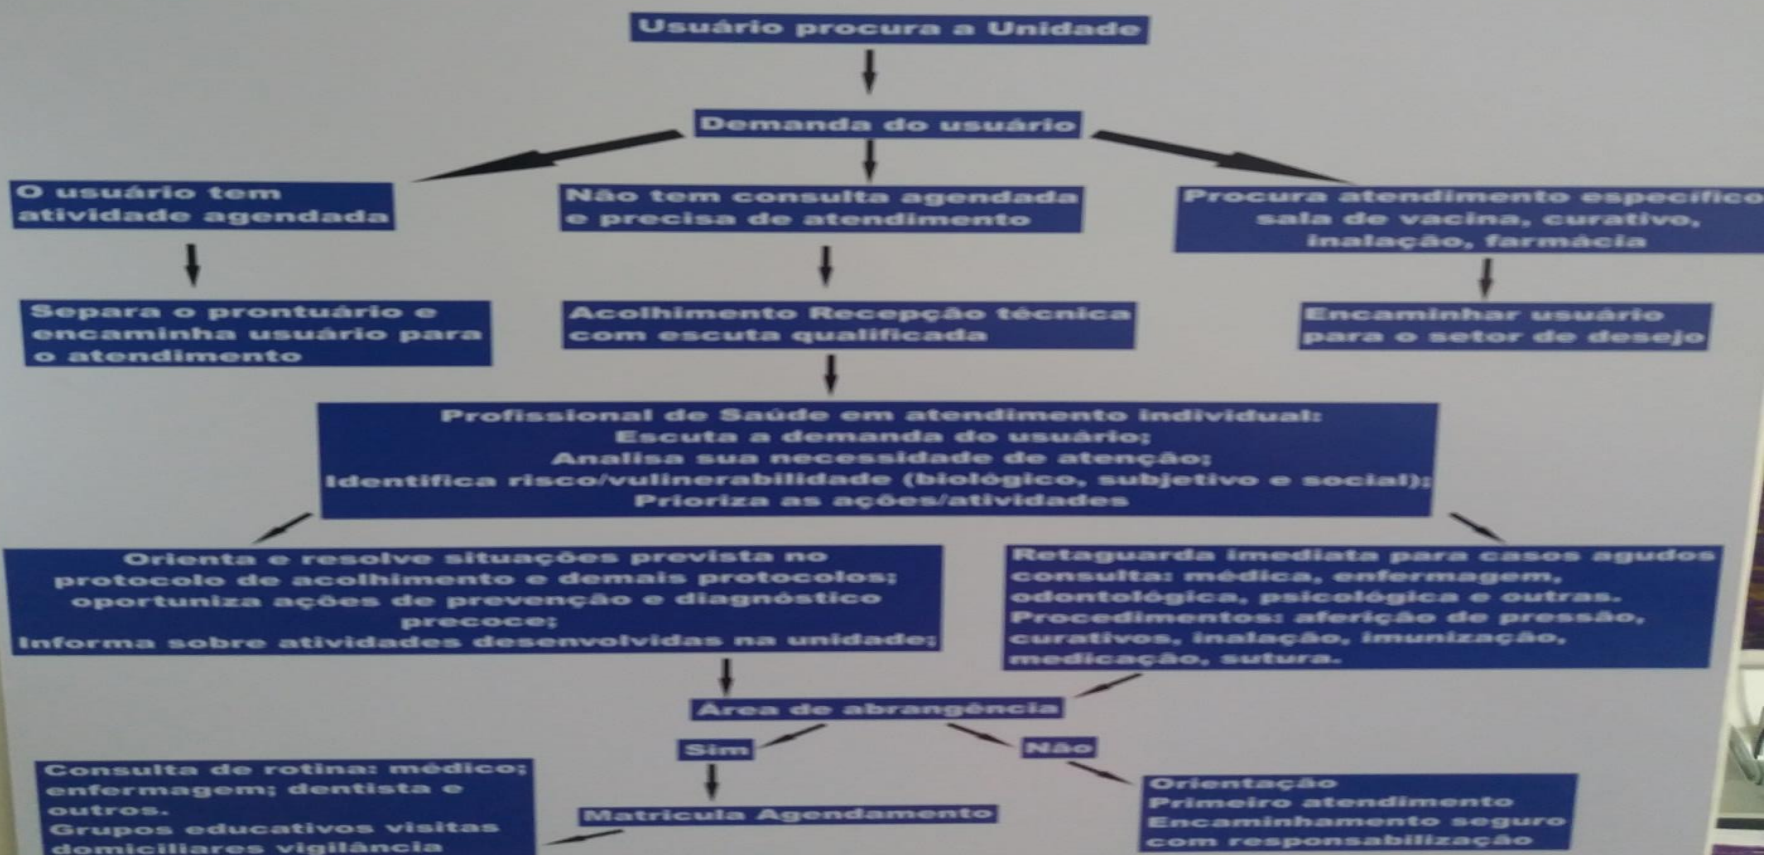 Usuário procura a Unidade
Demanda do usuário
O usuário tem
atividade agendada
Não tem consulta agendada
e precisa de atendimento
Procura atendimento específico
sala de vacina, curativo,
inalação, farmácia
Separa o prontuário e
encaminha usuário para
o atendimento
Acolhimento Recepção técnica
com escuta qualificada
Encaminhar usuário
para o setor de desejo
Profissional de Saúde em atendimento individual:
Escuta a demanda do usuário;
Analisa sua necessidade de atenção;
Identifica risco/vulinerabilidade (biológico, subjetivo e social);
Prioriza as ações/atividades
Orienta e resolve situações prevista no
protocolo de acolhimento e demais protocolos;
oportuniza ações de prevenção e diagnóstico
precoce;
Informa sobre atividades desenvolvidas na unidade;
Retaguarda imediata para casos agudos
consulta: médica, enfermagem,
odontológica, psicológica e outras.
Procedimentos: aferição de pressão,
curativos, inalação, imunização,
medicação, sutura.
Área de abrangência
Sim
Não
Matricula Agendamento
Consulta de rotina: médico;
enfermagem; dentista e
outros.
Grupos educativos visitas
domiciliares vigilância
Orientação
Primeiro atendimento
Encaminhamento seguro
com responsabilização